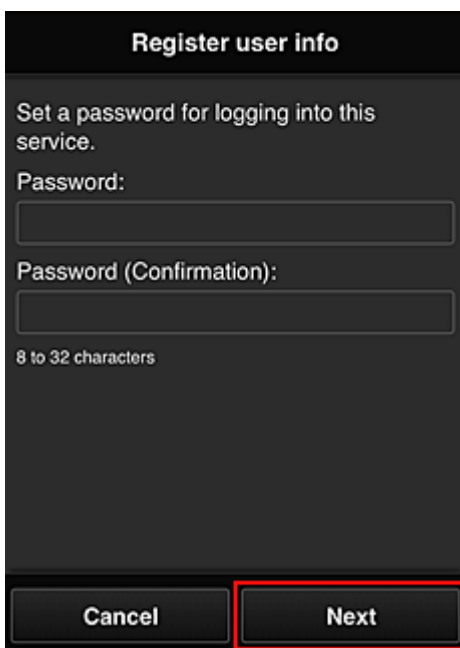 Register user info
Set a password for logging into this
service.
Password:
Password (Confirmation):
8 to 32 characters
Cancel
Next